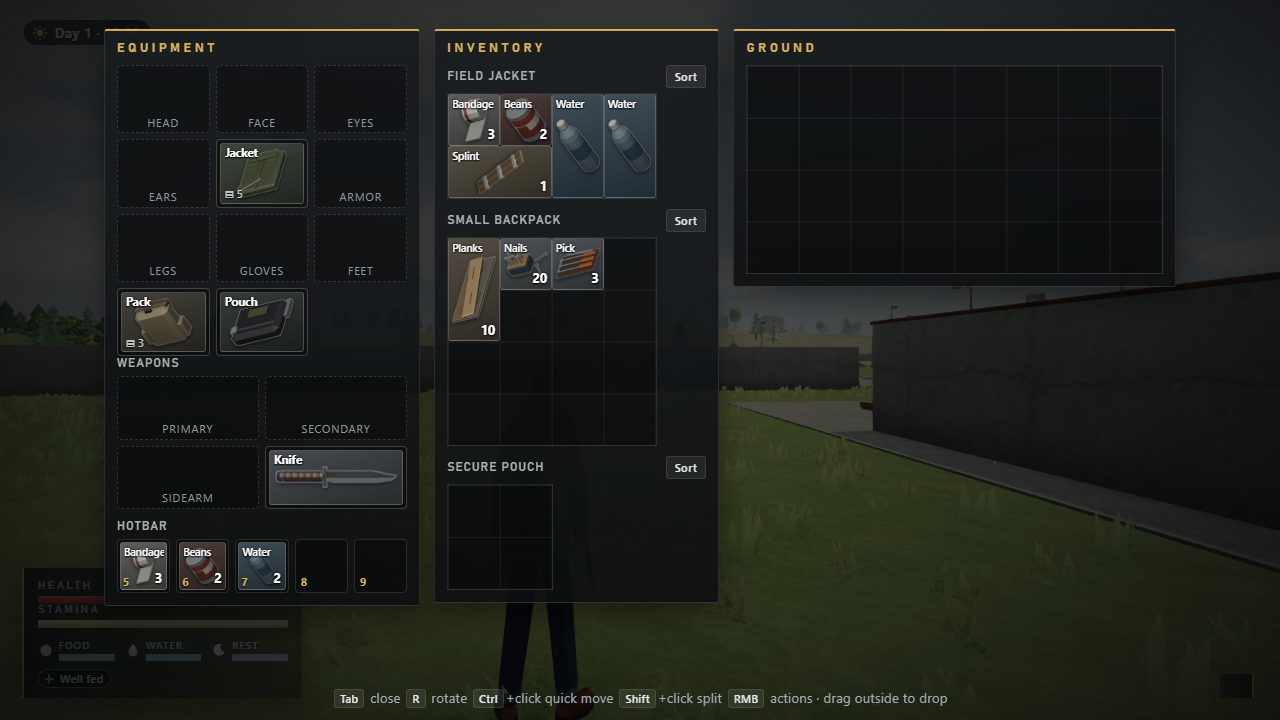 Day 1 ·
EQUIPMENT
HEAD
FACE
EYES
EARS
Jacket
5
ARMOR
LEGS
GLOVES
FEET
Pack
3
Pouch
WEAPONS
PRIMARY
SECONDARY
SIDEARM
Knife
HOTBAR
Bandage
5
3
Beans
6
2
Water
7
2
8
9
INVENTORY
FIELD JACKET
Sort
Bandage
3
Beans
2
Water
Water
Splint
1
SMALL BACKPACK
Sort
Planks
10
Nails
20
Pick
3
SECURE POUCH
Sort
GROUND
HEALTH
STAMINA
FOOD
WATER
REST
+ Well fed
Tab close R rotate Ctrl +click quick move Shift +click split RMB actions · drag outside to drop